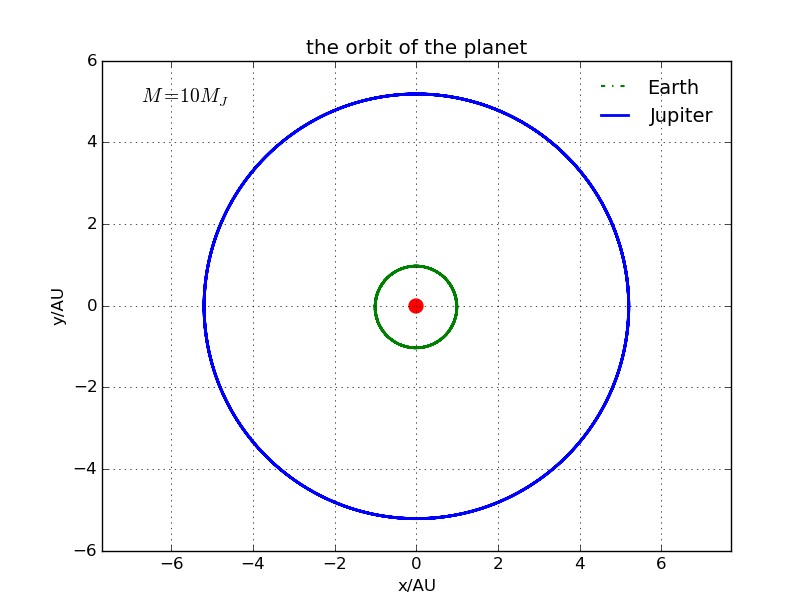 the orbit of the planet
M=10M_J
Earth
Jupiter
6
4
2
0
−2
−4
−6
y/AU
−6 −4 −2 0 2 4 6
x/AU